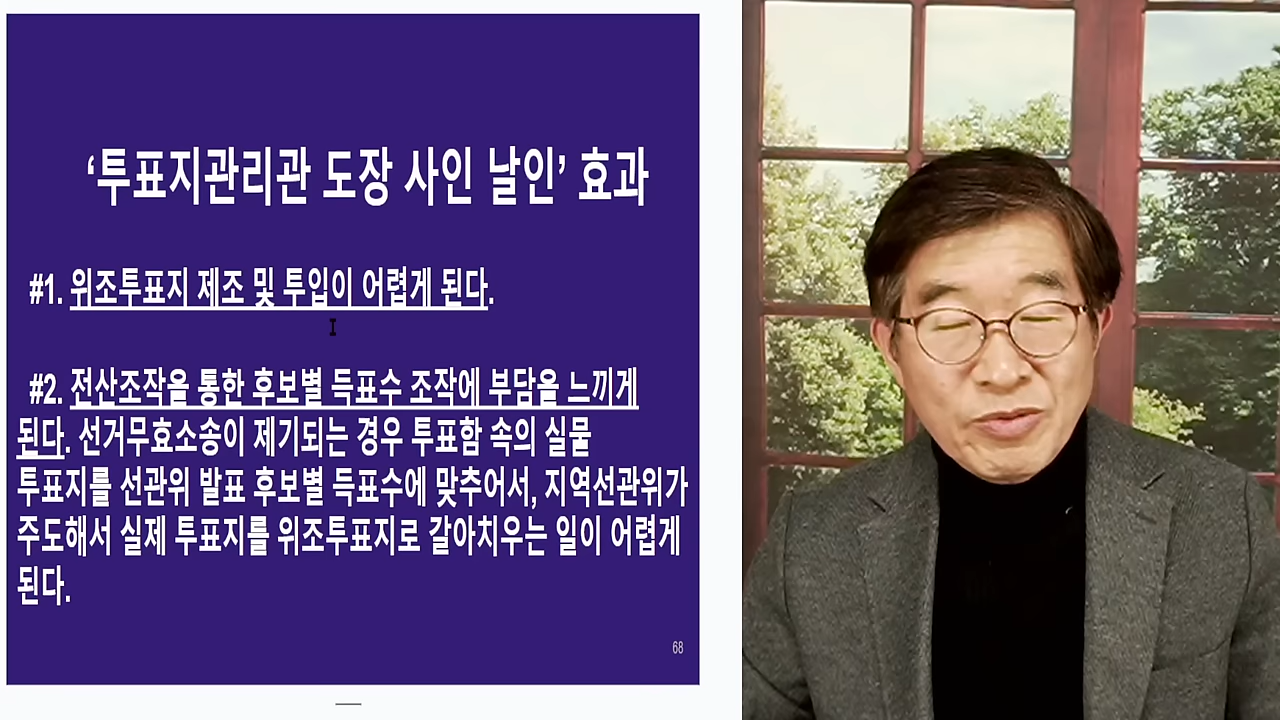 ‘투표지관리관 도장 사인 날인’ 효과
#1. 위조투표지 제조 및 투입이 어렵게 된다.
#2. 전산조작을 통한 후보별 득표수 조작에 부담을 느끼게
된다. 선거무효소송이 제기되는 경우 투표함 속의 실물
투표지를 선관위 발표 후보별 득표수에 맞추어서, 지역선관위가
주도해서 실제 투표지를 위조투표지로 갈아치우는 일이 어렵게
된다.
68